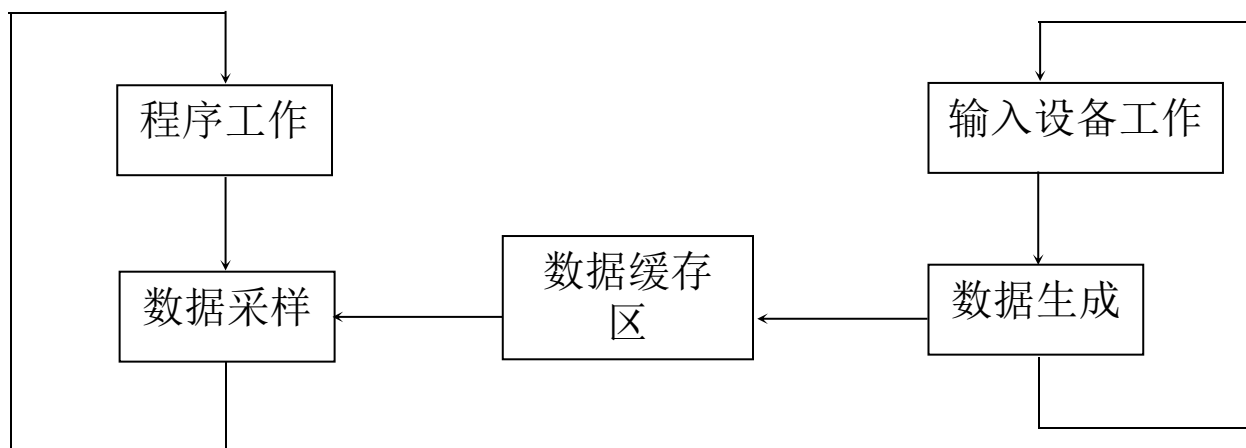 程序工作
输入设备工作
数据缓存
区
数据采样
数据生成